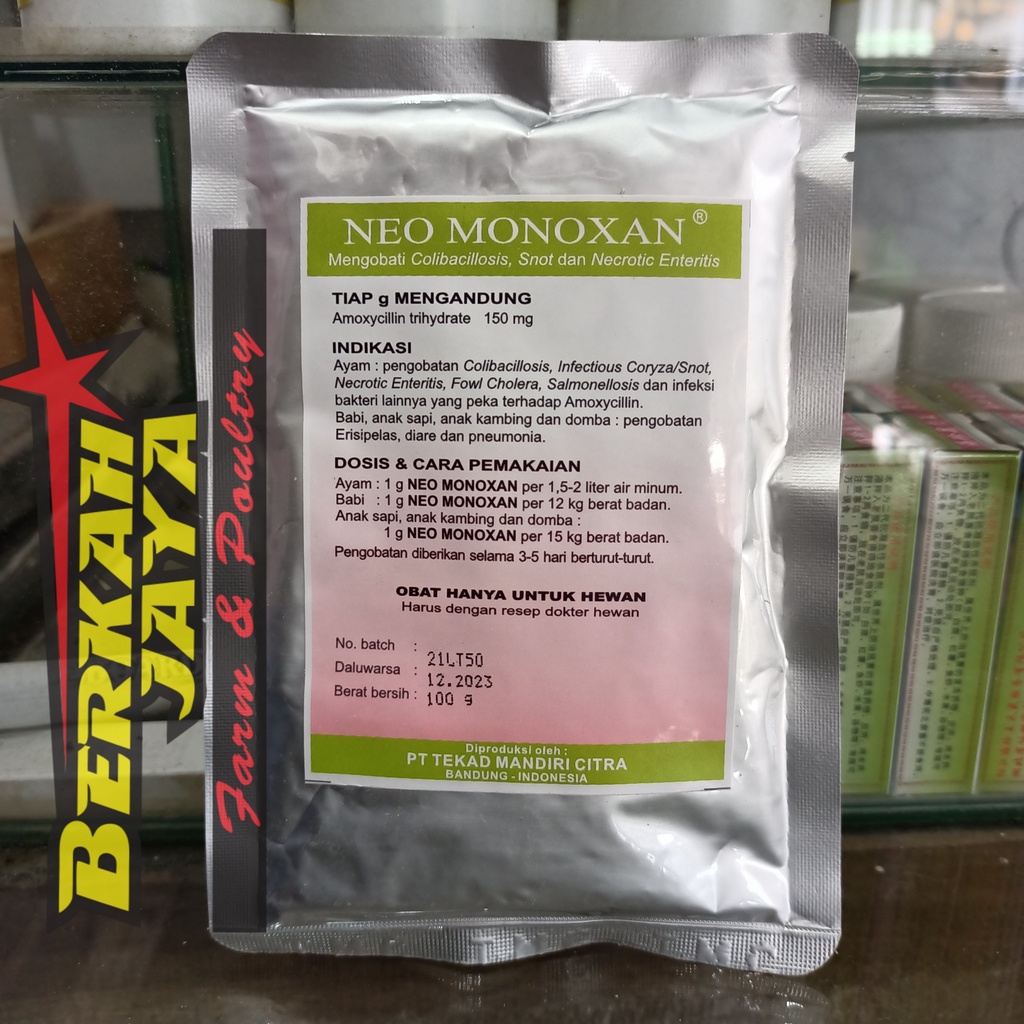 NEO MONOXAN ®
Mengobati Colibacillosis, Snot dan Necrotic Enteritis
TIAP g MENGANDUNG
Amoxycillin trihydrate 150 mg
INDIKASI
Ayam : pengobatan Colibacillosis, Infectious Coryza/Snot,
Necrotic Enteritis, Fowl Cholera, Salmonellosis dan infeksi
bakteri lainnya yang peka terhadap Amoxycillin.
Babi, anak sapi, anak kambing dan domba : pengobatan
Erisipelas, diare dan pneumonia.
DOSIS & CARA PEMAKAIAN
Ayam : 1 g NEO MONOXAN per 1,5-2 liter air minum.
Babi : 1 g NEO MONOXAN per 12 kg berat badan.
Anak sapi, anak kambing dan domba :
1 g NEO MONOXAN per 15 kg berat badan.
Pengobatan diberikan selama 3-5 hari berturut-turut.
OBAT HANYA UNTUK HEWAN
Harus dengan resep dokter hewan
No. batch : 21LT50
Daluwarsa : 12.2023
Berat bersih : 100 g
Diproduksi oleh :
PT TEKAD MANDIRI CITRA
BANDUNG - INDONESIA
BERKAH
JAYA
Farm & Poultry